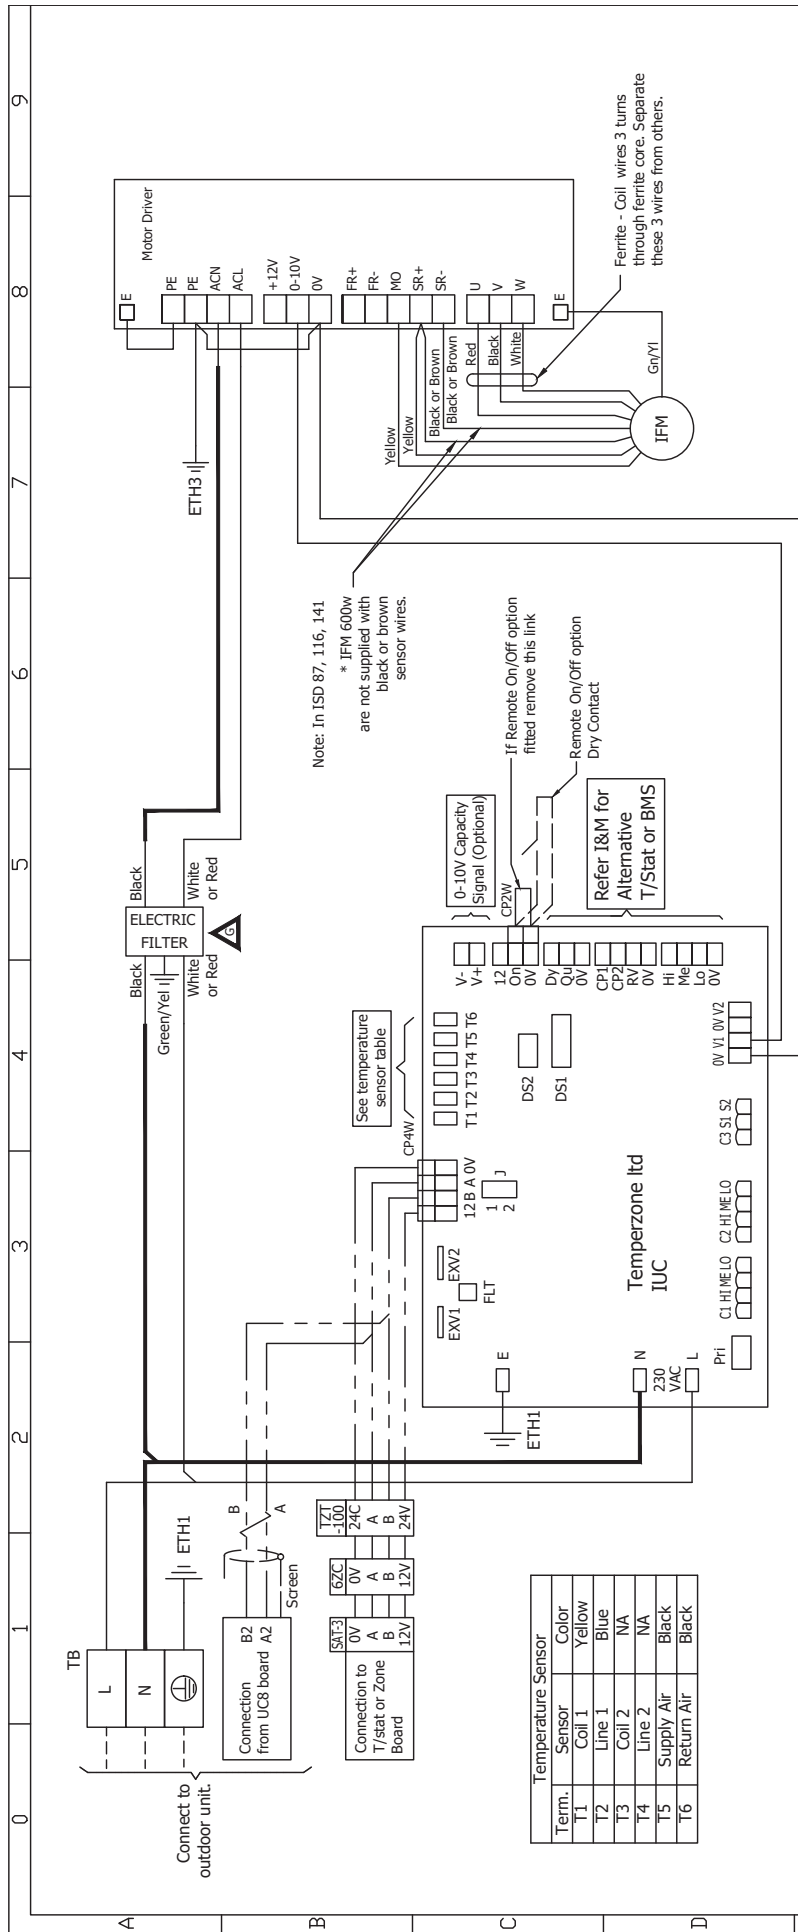 0 1 2 3 4 5 6 7 8 9
A
B
C
D
Connect to
outdoor unit.
TB
L
N
ETH1
Connection
from UC8 board
B2
A2
Screen
B
A
Connection to
T/stat or Zone
Board
SAT-3
0V
A
B
12V
6ZC
0V
A
B
12V
TZT
-100
24C
A
B
24V
Temperature Sensor
Term. Sensor Color
T1 Coil 1 Yellow
T2 Line 1 Blue
T3 Coil 2 NA
T4 Line 2 NA
T5 Supply Air Black
T6 Return Air Black
Black
Green/Yel
White
or Red
ELECTRIC
FILTER
G
Black
White
or Red
See temperature
sensor table
CP4W
12 B A 0V
1
2
J
T1 T2 T3 T4 T5 T6
EXV1
EXV2
FLT
E
ETH1
N
230
VAC
L
Pri
Temperzone ltd
IUC
C1 HI ME LO
C2 HI ME LO
C3 S1 S2
0V V1 0V V2
DS2
DS1
V-
V+
12
On
0V
Dy
Qu
0V
CP1
CP2
RV
0V
Hi
Me
Lo
0V
0-10V Capacity
Signal (Optional)
CP2W
If Remote On/Off option
fitted remove this link
Remote On/Off option
Dry Contact
Refer I&M for
Alternative
T/Stat or BMS
Note: In ISD 87, 116, 141
* IFM 600w
are not supplied with
black or brown
sensor wires.
ETH3
Motor Driver
E
PE
PE
ACN
ACL
+12V
0-10V
0V
FR+
FR-
MO
SR+
SR-
U
V
W
E
Yellow
Yellow
Black or Brown
Black or Brown
Red
Black
White
Gn/Yl
IFM
Ferrite - Coil wires 3 turns
through ferrite core. Separate
these 3 wires from others.